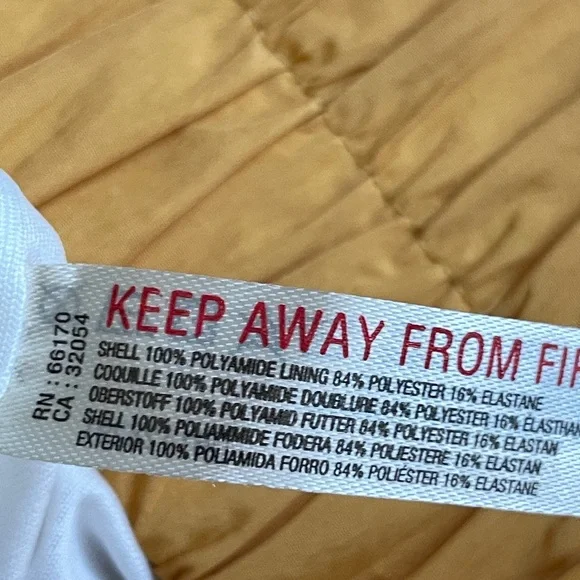 RN : 66170
CA : 32054
KEEP AWAY FROM FI
SHELL 100% POLYAMIDE LINING 84% POLYESTER 16% ELASTANE
COQUILLE 100% POLYAMIDE DOUBLURE 84% POLYESTER 16% ELASTHAN
OBERSTOFF 100% POLYAMID FUTTER 84% POLYESTER 16% ELASTAN
SHELL 100% POLIAMMIDE FODERA 84% POLIESTERE 16% ELASTAN
EXTERIOR 100% POLIAMIDA FORRO 84% POLIÉSTER 16% ELASTANE